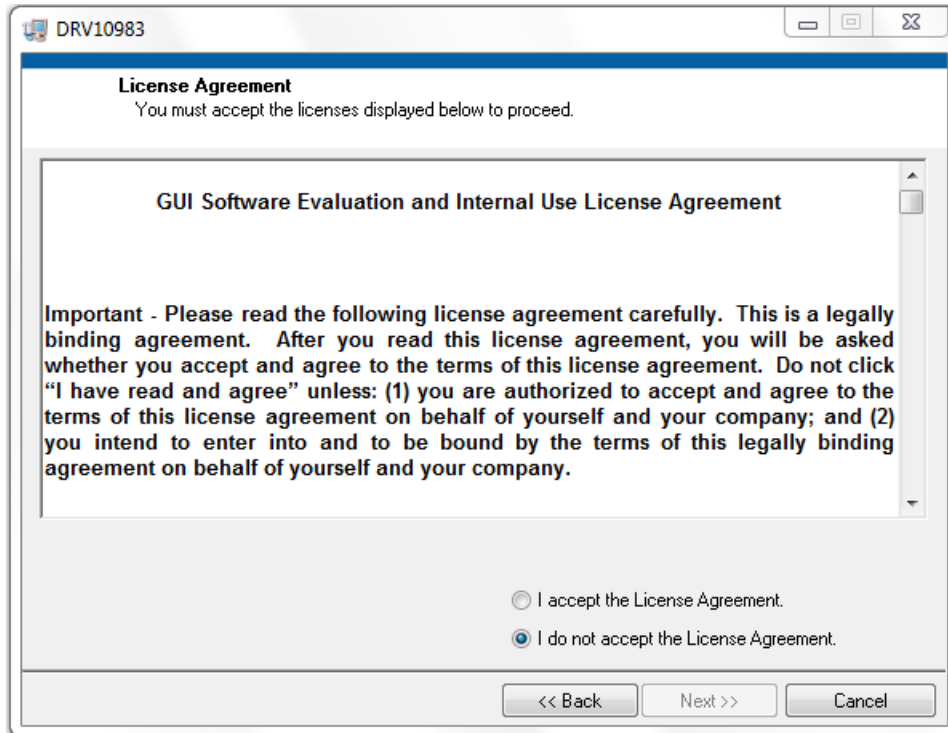 DRV10983
License Agreement
You must accept the licenses displayed below to proceed.
GUI Software Evaluation and Internal Use License Agreement
Important - Please read the following license agreement carefully.  This is a legally
binding agreement.  After you read this license agreement, you will be asked
whether you accept and agree to the terms of this license agreement.  Do not click
“I have read and agree” unless: (1) you are authorized to accept and agree to the
terms of this license agreement on behalf of yourself and your company; and (2)
you intend to enter into and to be bound by the terms of this legally binding
agreement on behalf of yourself and your company.
I accept the License Agreement.
I do not accept the License Agreement.
<< Back Next >> Cancel